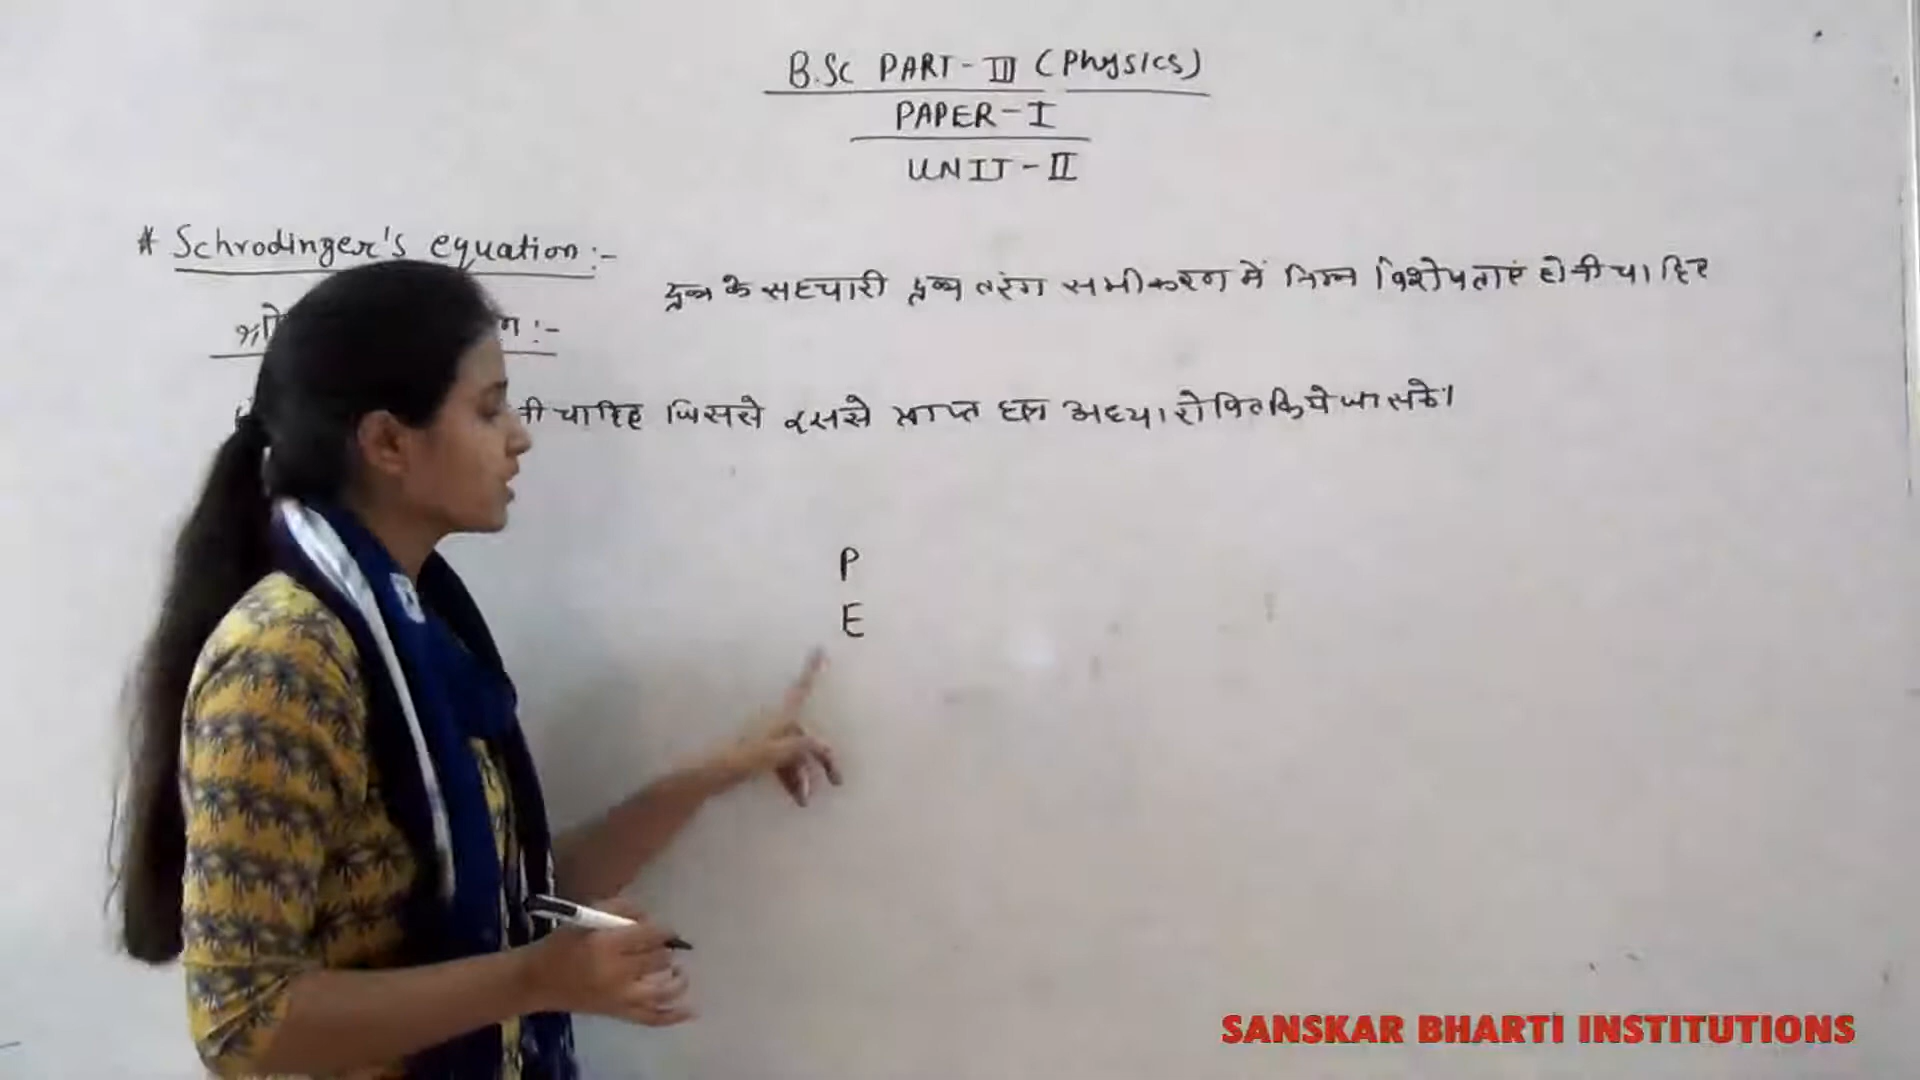 B.Sc PART-III (Physics)
PAPER-I
UNIT-II
* Schrodinger's equation :-
द्रव्य के सहचारी द्रव्य तरंग समीकरण में निम्न विशेषताएं होनी चाहिए
:-
नी चाहिए जिससे इससे प्राप्त हल अध्यारोपित किये जा सके।
P
E
SANSKAR BHARTI INSTITUTIONS